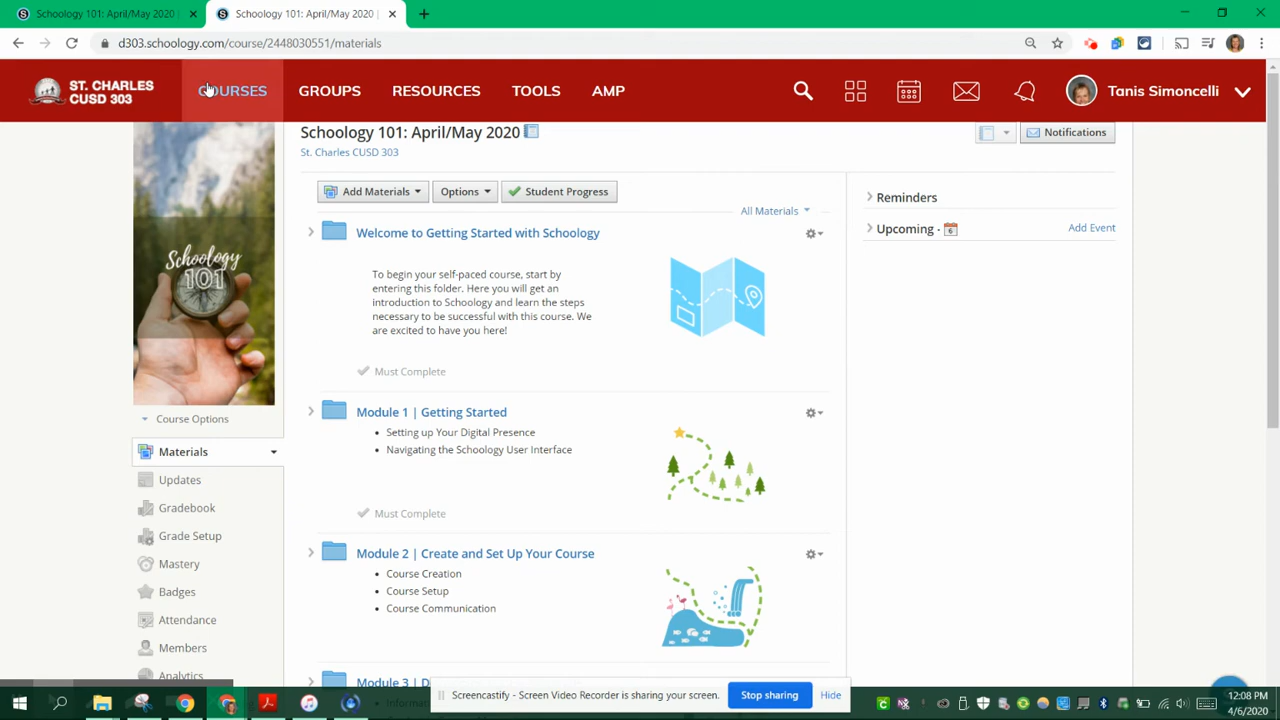 Schoology 101: April/May 2020
Schoology 101: April/May 2020
d303.schoology.com/course/2448030551/materials
ST. CHARLES
CUSD 303
COURSES
GROUPS
RESOURCES
TOOLS
AMP
Tanis Simoncelli
Schoology 101: April/May 2020
St. Charles CUSD 303
Notifications
Add Materials
Options
Student Progress
All Materials
Reminders
Upcoming · 6
Add Event
Welcome to Getting Started with Schoology
To begin your self-paced course, start by
entering this folder. Here you will get an
introduction to Schoology and learn the steps
necessary to be successful with this course. We
are excited to have you here!
Must Complete
Schoology
101
Course Options
Materials
Updates
Gradebook
Grade Setup
Mastery
Badges
Attendance
Members
Analytics
Module 1 | Getting Started
• Setting up Your Digital Presence
• Navigating the Schoology User Interface
Must Complete
Module 2 | Create and Set Up Your Course
• Course Creation
• Course Setup
• Course Communication
Module 3 | D
Screencastify - Screen Video Recorder is sharing your screen.
Stop sharing
Hide
12:08 PM
4/6/2020